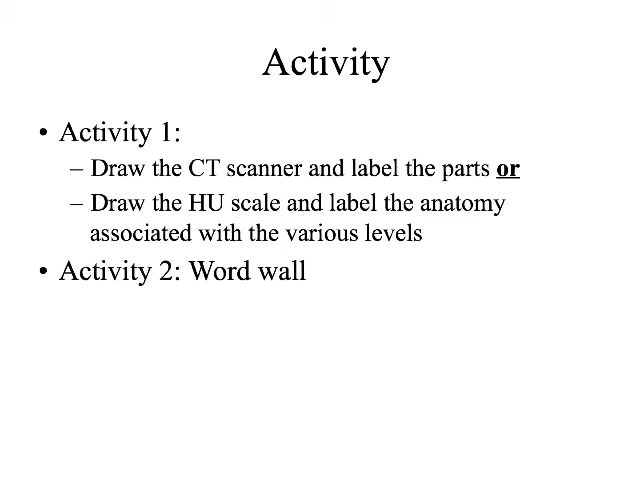 Activity
• Activity 1:
– Draw the CT scanner and label the parts or
– Draw the HU scale and label the anatomy
associated with the various levels
• Activity 2: Word wall